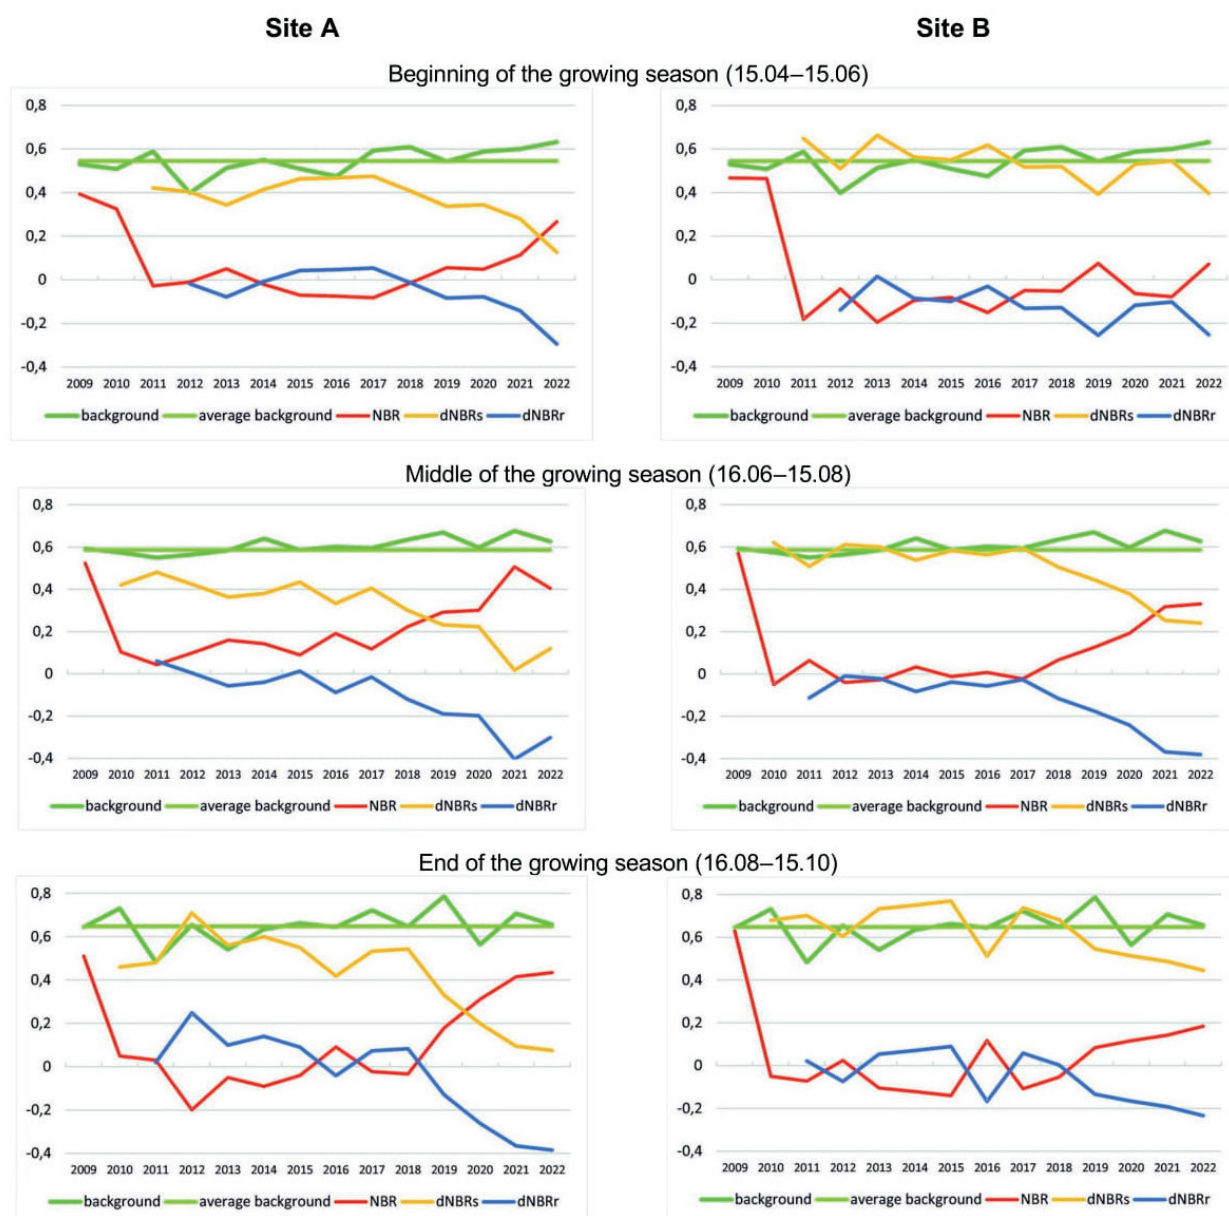 Site A
Site B
Beginning of the growing season (15.04–15.06)
0,8
0,6
0,4
0,2
0
-0,2
-0,4
2009 2010 2011 2012 2013 2014 2015 2016 2017 2018 2019 2020 2021 2022
background average background NBR dNBRs dNBRr
0,8
0,6
0,4
0,2
0
-0,2
-0,4
2009 2010 2011 2012 2013 2014 2015 2016 2017 2018 2019 2020 2021 2022
background average background NBR dNBRs dNBRr
Middle of the growing season (16.06–15.08)
0,8
0,6
0,4
0,2
0
-0,2
-0,4
2009 2010 2011 2012 2013 2014 2015 2016 2017 2018 2019 2020 2021 2022
background average background NBR dNBRs dNBRr
0,8
0,6
0,4
0,2
0
-0,2
-0,4
2009 2010 2011 2012 2013 2014 2015 2016 2017 2018 2019 2020 2021 2022
background average background NBR dNBRs dNBRr
End of the growing season (16.08–15.10)
0,8
0,6
0,4
0,2
0
-0,2
-0,4
2009 2010 2011 2012 2013 2014 2015 2016 2017 2018 2019 2020 2021 2022
background average background NBR dNBRs dNBRr
0,8
0,6
0,4
0,2
0
-0,2
-0,4
2009 2010 2011 2012 2013 2014 2015 2016 2017 2018 2019 2020 2021 2022
background average background NBR dNBRs dNBRr